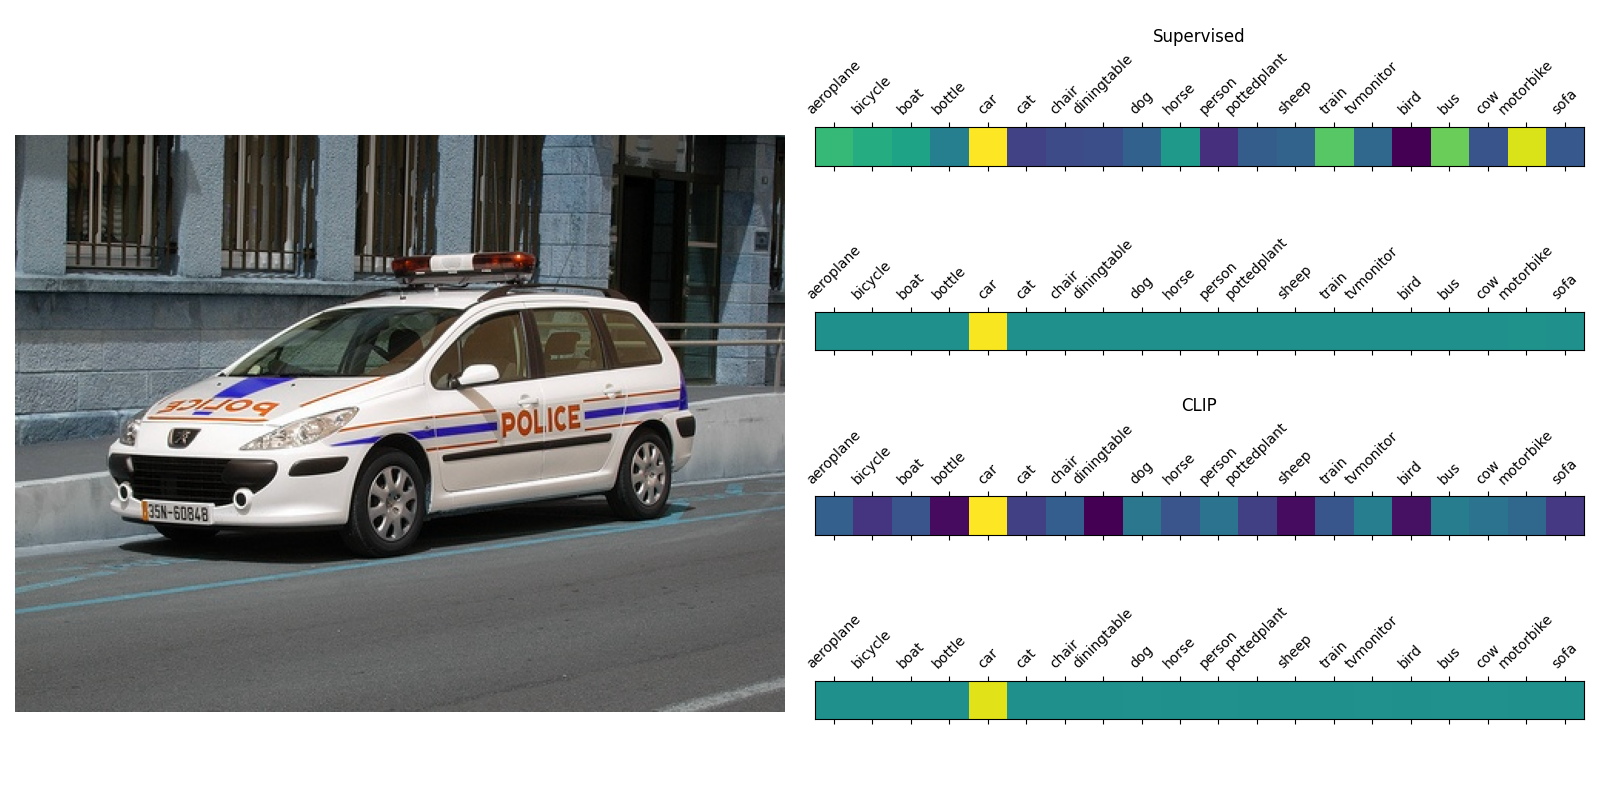 POLICE
POLICE
35N-60848
Supervised
aeroplane bicycle boat bottle car cat chair diningtable dog horse person pottedplant sheep train tvmonitor bird bus cow motorbike sofa
aeroplane bicycle boat bottle car cat chair diningtable dog horse person pottedplant sheep train tvmonitor bird bus cow motorbike sofa
CLIP
aeroplane bicycle boat bottle car cat chair diningtable dog horse person pottedplant sheep train tvmonitor bird bus cow motorbike sofa
aeroplane bicycle boat bottle car cat chair diningtable dog horse person pottedplant sheep train tvmonitor bird bus cow motorbike sofa